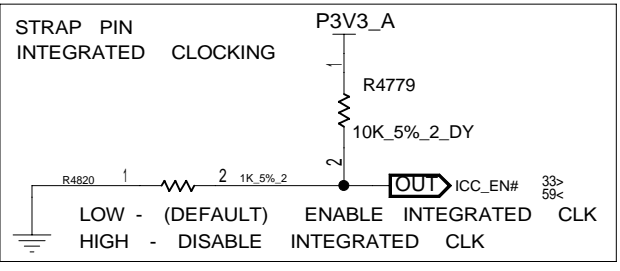 STRAP PIN
INTEGRATED CLOCKING
P3V3_A
1
R4779
10K_5%_2_DY
2
R4820 1 2 1K_5%_2
OUT ICC_EN# 33>
59<
LOW - (DEFAULT) ENABLE INTEGRATED CLK
HIGH - DISABLE INTEGRATED CLK